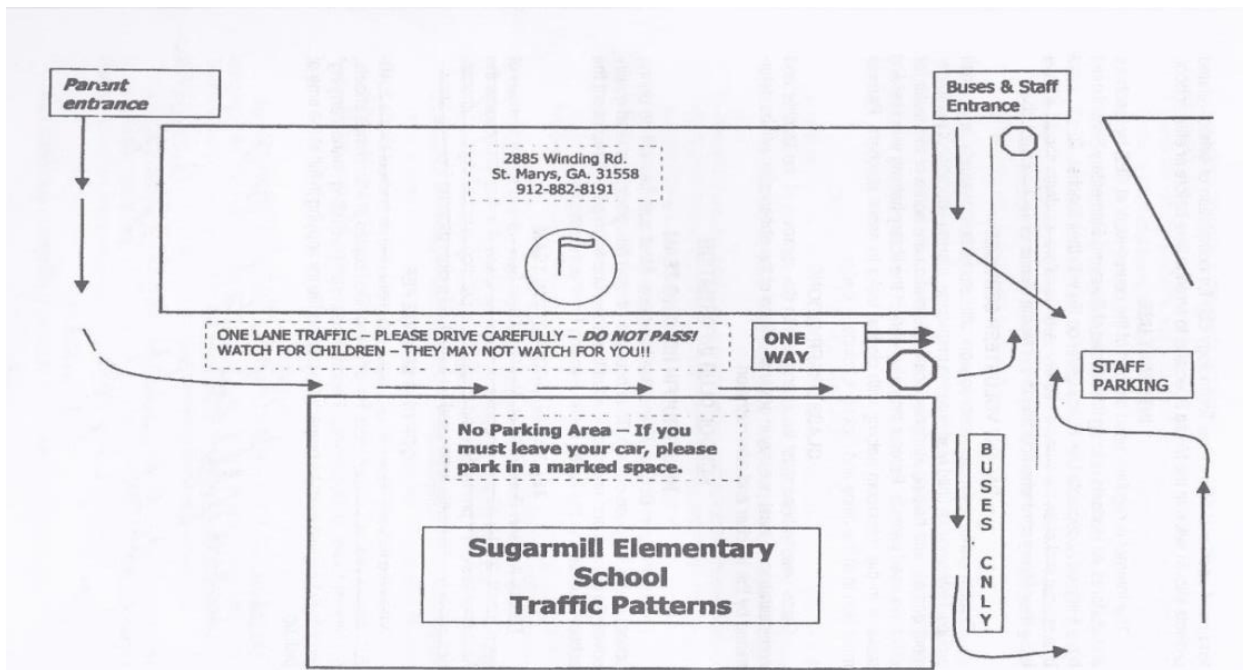 Parent
entrance
Buses & Staff
Entrance
2885 Winding Rd.
St. Marys, GA. 31558
912-882-8191
ONE LANE TRAFFIC – PLEASE DRIVE CAREFULLY – DO NOT PASS!
WATCH FOR CHILDREN – THEY MAY NOT WATCH FOR YOU!!
ONE
WAY
STAFF
PARKING
No Parking Area – If you
must leave your car, please
park in a marked space.
BUSES CNLY
Sugarmill Elementary
School
Traffic Patterns